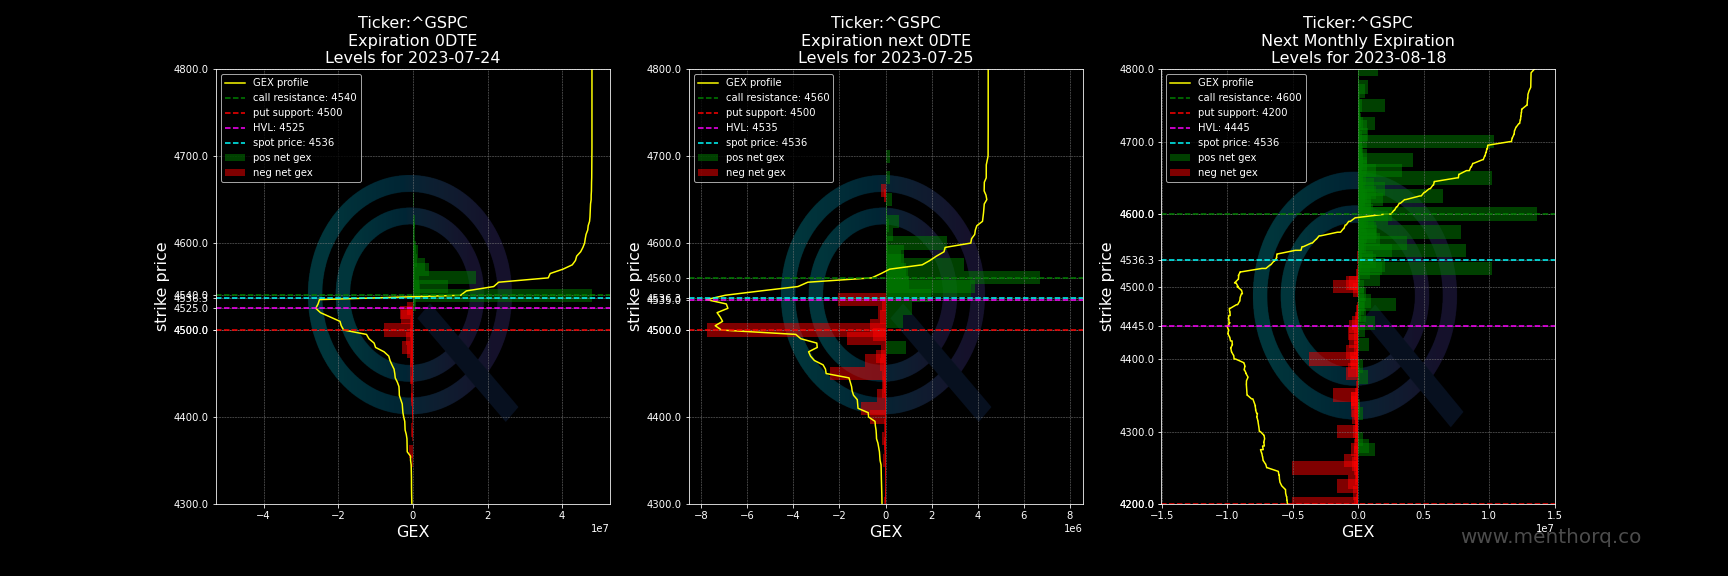 Ticker:^GSPC
Expiration 0DTE
Levels for 2023-07-24
4800.0
4700.0
4600.0
4540.0
4536.3
4525.0
4500.0
4400.0
4300.0
strike price
GEX profile
call resistance: 4540
put support: 4500
HVL: 4525
spot price: 4536
pos net gex
neg net gex
−4
−2
0
2
4
1e7
GEX
Ticker:^GSPC
Expiration next 0DTE
Levels for 2023-07-25
4800.0
4700.0
4600.0
4560.0
4536.3
4535.0
4500.0
4400.0
4300.0
strike price
GEX profile
call resistance: 4560
put support: 4500
HVL: 4535
spot price: 4536
pos net gex
neg net gex
−8
−6
−4
−2
0
2
4
6
8
1e6
GEX
Ticker:^GSPC
Next Monthly Expiration
Levels for 2023-08-18
4800.0
4700.0
4600.0
4536.3
4500.0
4445.0
4400.0
4300.0
4200.0
strike price
GEX profile
call resistance: 4600
put support: 4200
HVL: 4445
spot price: 4536
pos net gex
neg net gex
−1.5
−1.0
−0.5
0.0
0.5
1.0
1.5
1e7
GEX
www.menthorq.co